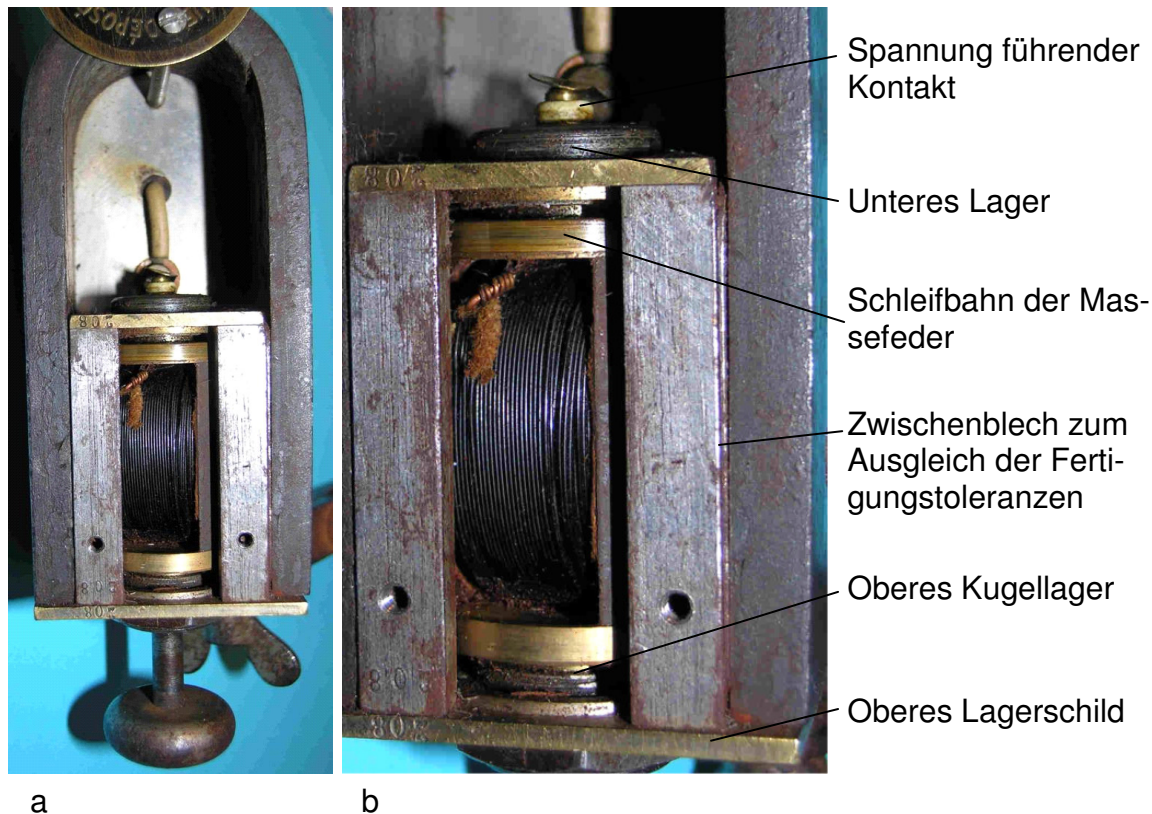 DÉPOS
Spannung führender
Kontakt
Unteres Lager
Schleifbahn der Mas-
sefeder
Zwischenblech zum
Ausgleich der Ferti-
gungstoleranzen
Oberes Kugellager
Oberes Lagerschild
a
b